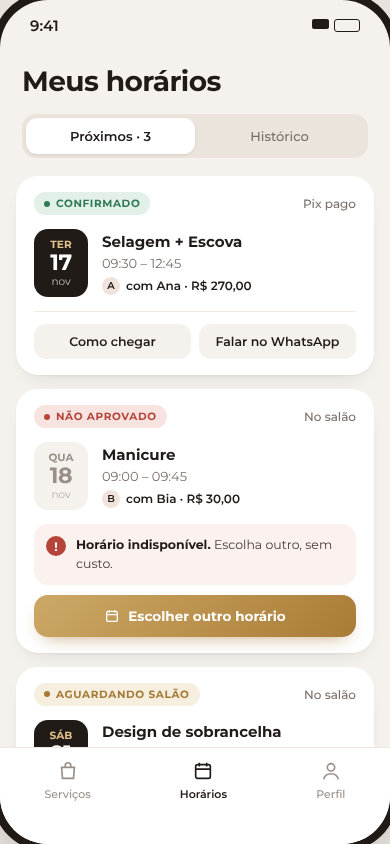 9:41
Meus horários
Próximos · 3
Histórico
CONFIRMADO
Pix pago
TER
17
nov
Selagem + Escova
09:30 – 12:45
A com Ana · R$ 270,00
Como chegar
Falar no WhatsApp
NÃO APROVADO
No salão
QUA
18
nov
Manicure
09:00 – 09:45
B com Bia · R$ 30,00
! Horário indisponível. Escolha outro, sem
custo.
Escolher outro horário
AGUARDANDO SALÃO
No salão
SÁB
Design de sobrancelha
Serviços
Horários
Perfil